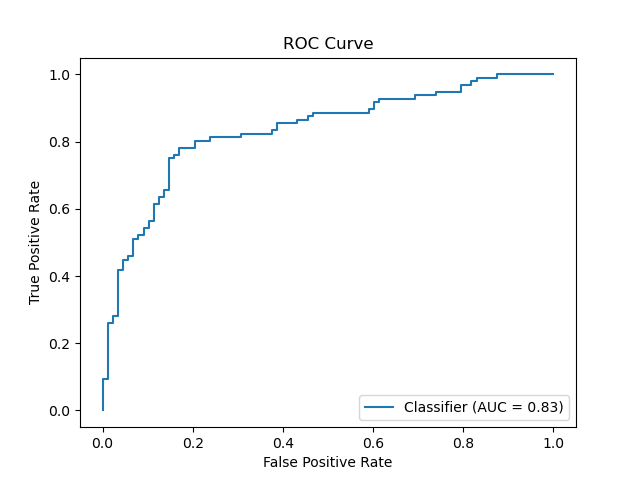 ROC Curve
1.0
0.8
0.6
0.4
0.2
0.0
True Positive Rate
Classifier (AUC = 0.83)
0.0 0.2 0.4 0.6 0.8 1.0
False Positive Rate